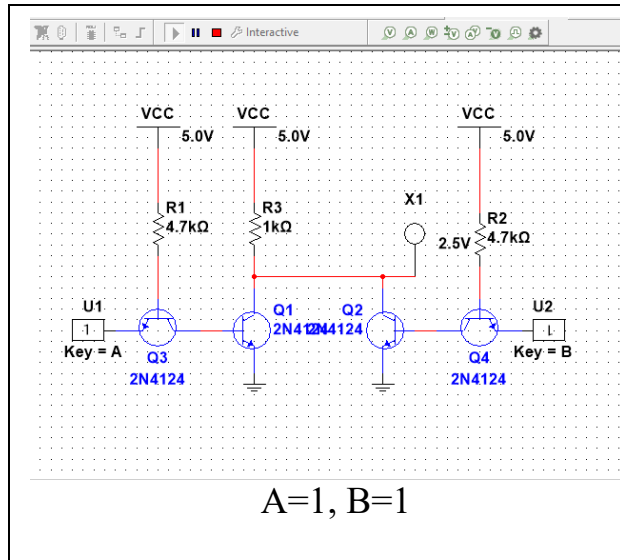 Interactive
VCC VCC VCC
5.0V 5.0V 5.0V
X1
R1 R3 R2
4.7kΩ 1kΩ 2.5V 4.7kΩ
U1 Q1 Q2 U2
1 2N4124 2N4124
Key = A Key = B
Q3 Q4
2N4124 2N4124
A=1, B=1